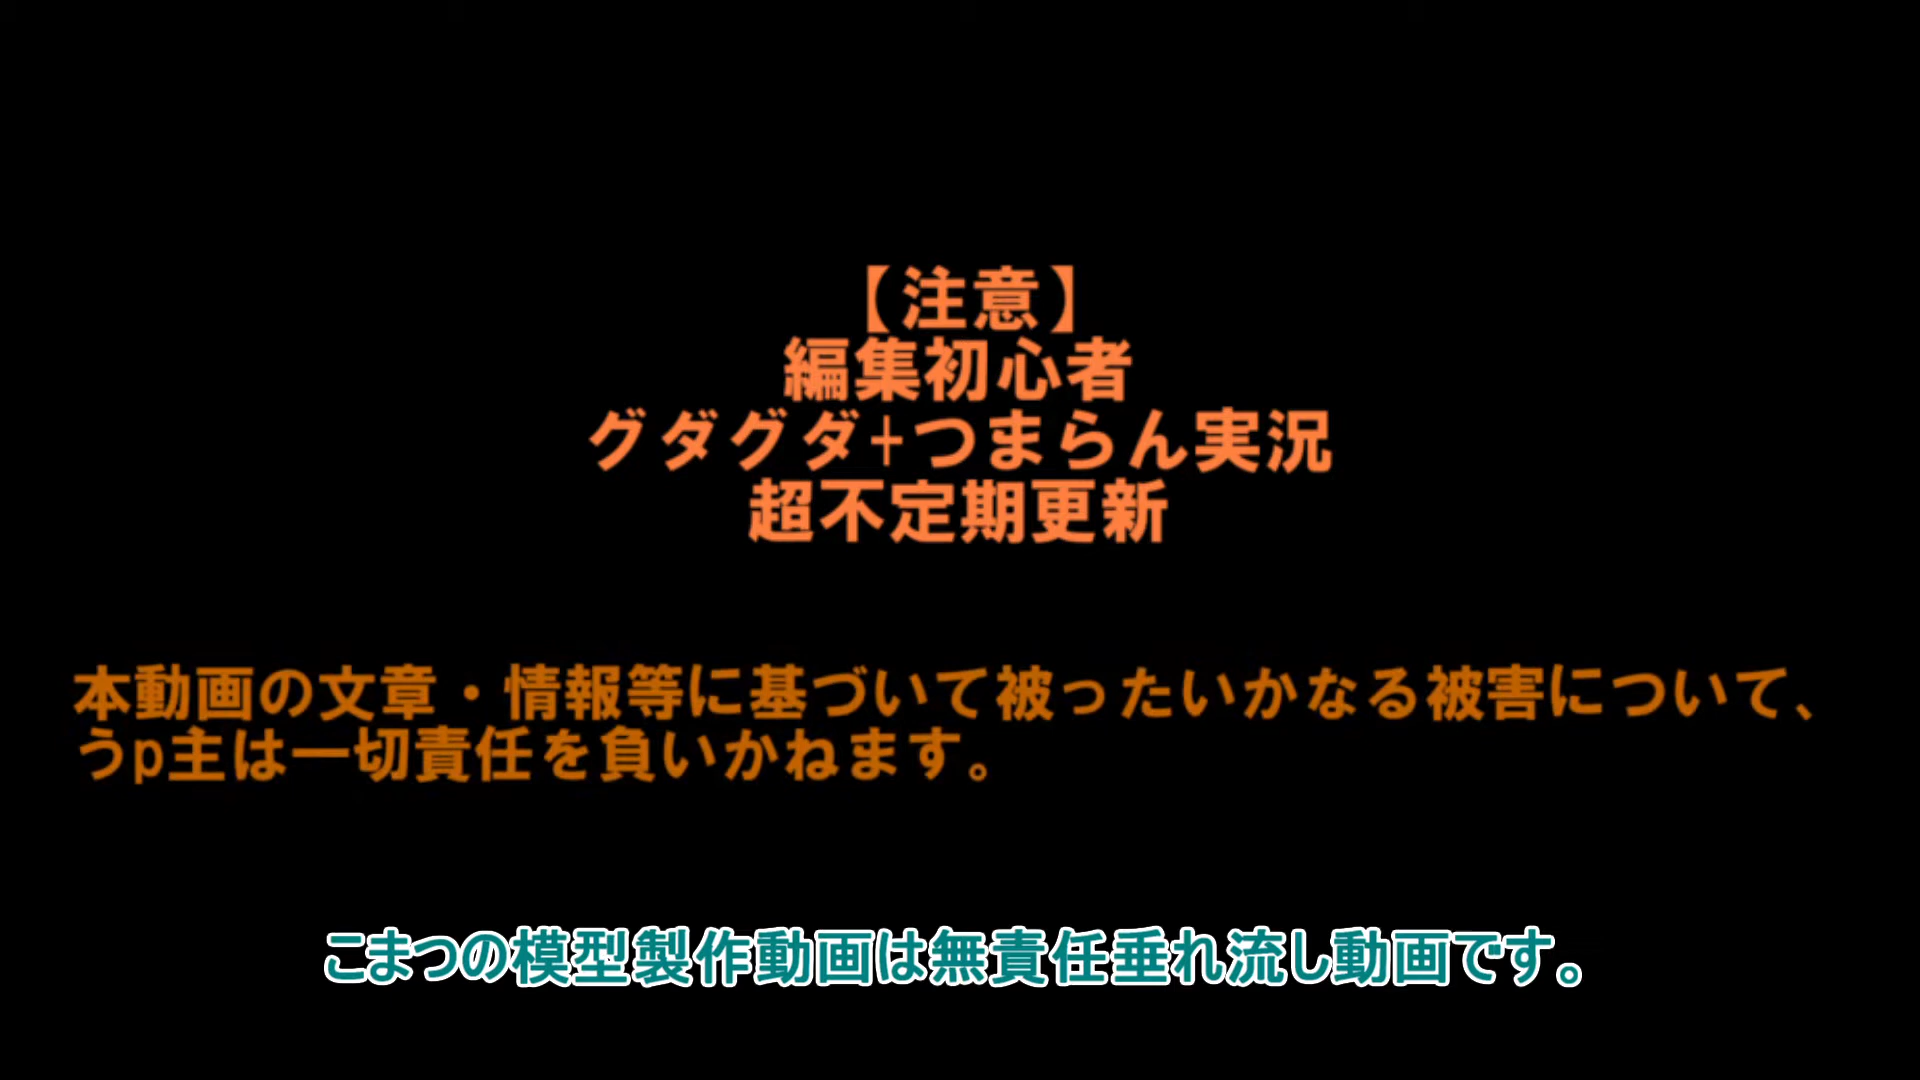 【注意】
編集初心者
グダグダ+つまらん実況
超不定期更新
本動画の文章・情報等に基づいて被ったいかなる被害について、
うp主は一切責任を負いかねます。
こまつの模型製作動画は無責任垂れ流し動画です。